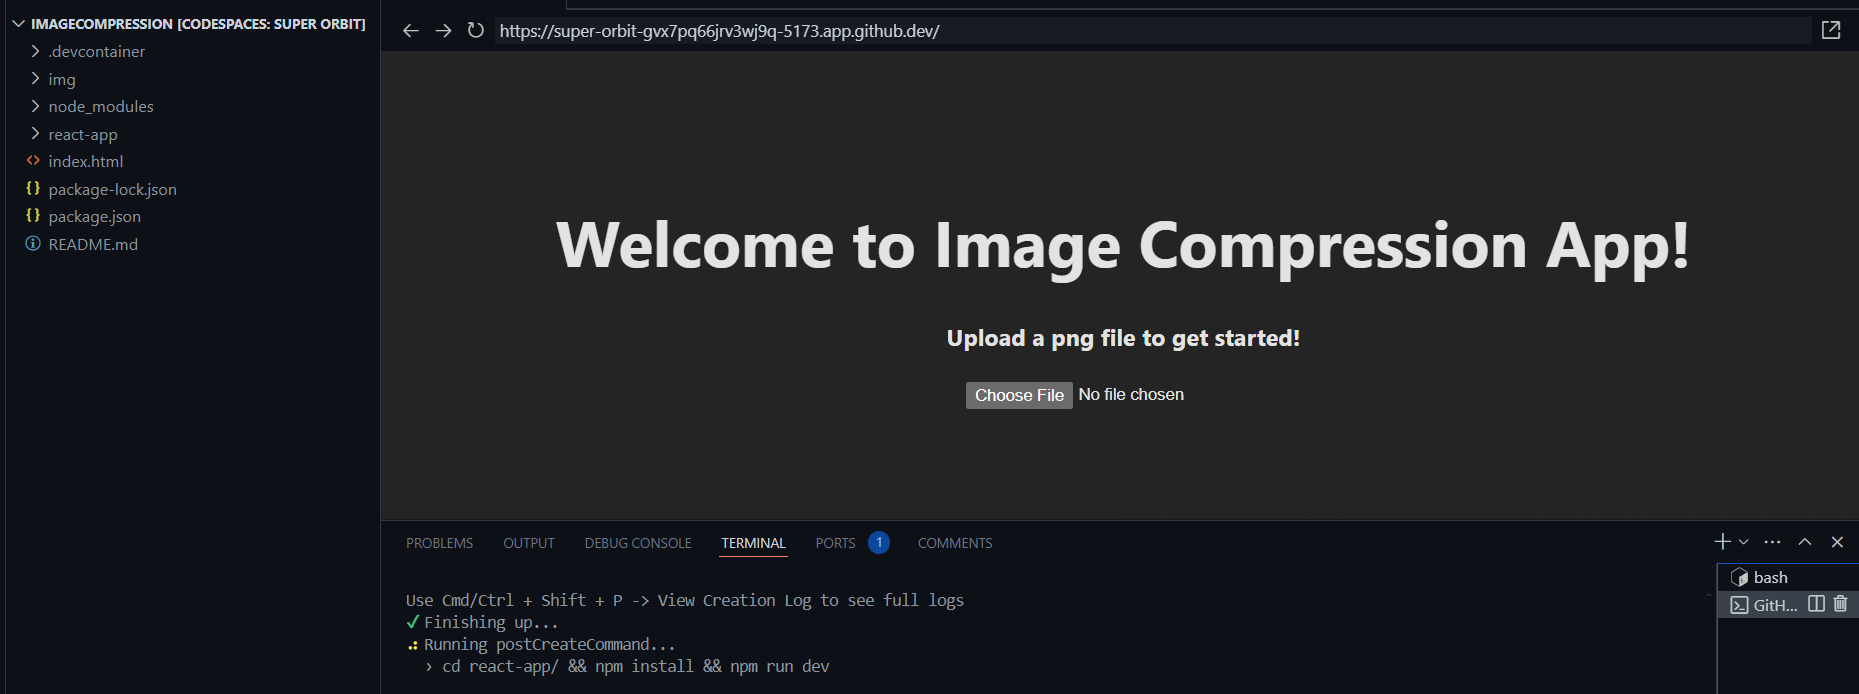 IMAGECOMPRESSION [CODESPACES: SUPER ORBIT]
.devcontainer
img
node_modules
react-app
index.html
package-lock.json
package.json
README.md
https://super-orbit-gvx7pq66jrv3wj9q-5173.app.github.dev/
Welcome to Image Compression App!
Upload a png file to get started!
Choose File No file chosen
PROBLEMS OUTPUT DEBUG CONSOLE TERMINAL PORTS 1 COMMENTS
Use Cmd/Ctrl + Shift + P -> View Creation Log to see full logs
✓ Finishing up...
Running postCreateCommand...
› cd react-app/ && npm install && npm run dev
bash
GitH...